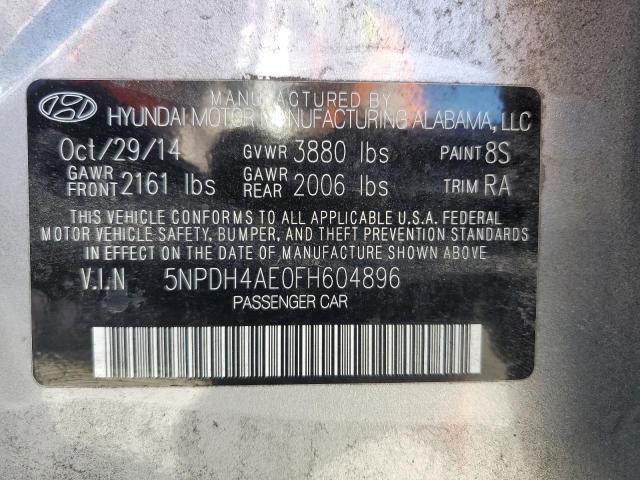 MANUFACTURED BY
HYUNDAI MOTOR MANUFACTURING ALABAMA, LLC
Oct/29/14 GVWR 3880 lbs PAINT 8S
GAWR FRONT 2161 lbs GAWR REAR 2006 lbs TRIM RA
THIS VEHICLE CONFORMS TO ALL APPLICABLE U.S.A. FEDERAL
MOTOR VEHICLE SAFETY, BUMPER, AND THEFT PREVENTION
STANDARDS IN EFFECT ON THE DATE OF MANUFACTURE SHOWN ABOVE
V.I.N 5NPDH4AE0FH604896
PASSENGER CAR